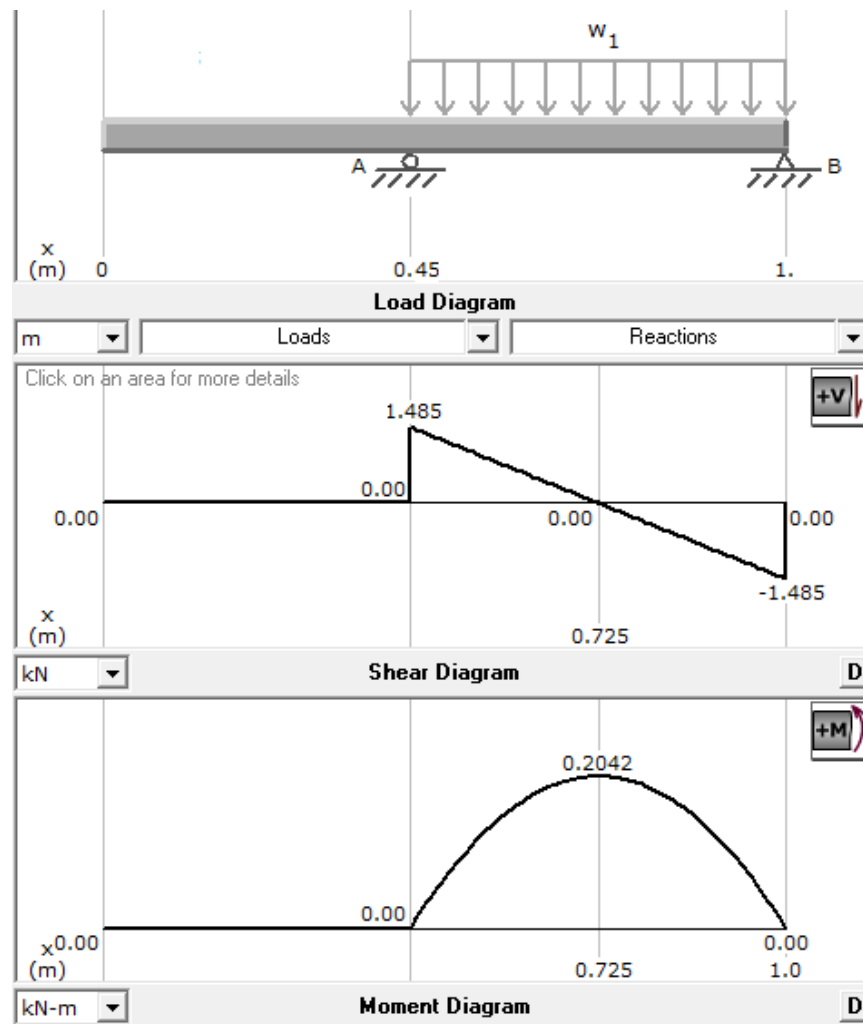 w1
A B
x
(m) 0 0.45 1.
Load Diagram
m Loads Reactions
Click on an area for more details
+V
1.485
0.00
0.00 0.00 0.00
-1.485
x
(m) 0.725
kN Shear Diagram D
+M
0.2042
0.00
x 0.00 0.00
(m) 0.725 1.0
kN-m Moment Diagram D